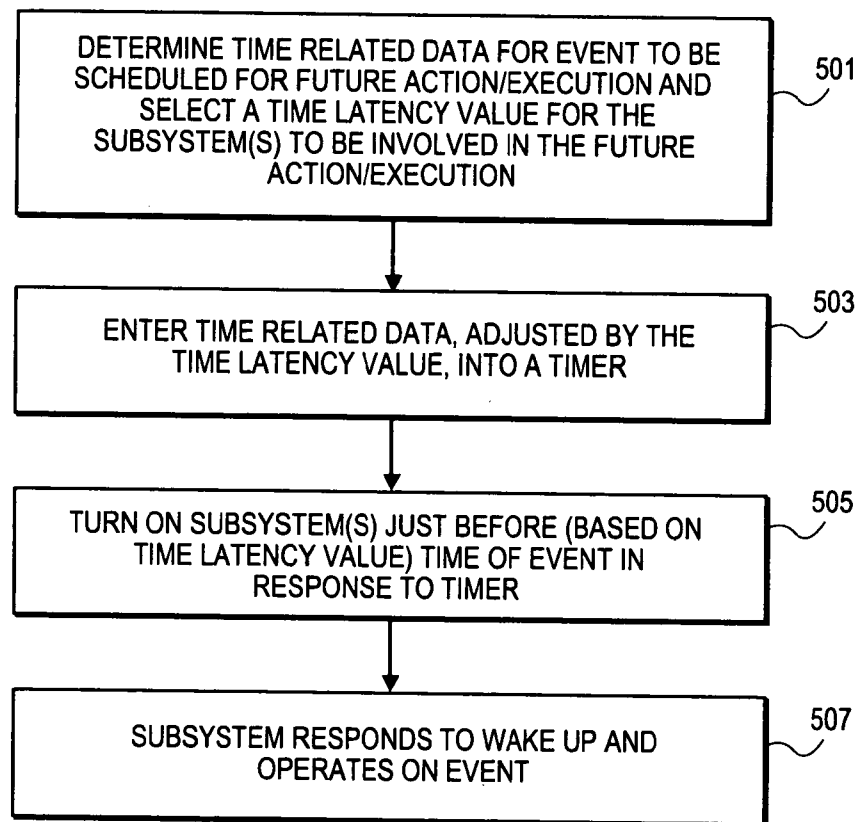 DETERMINE TIME RELATED DATA FOR EVENT TO BE
SCHEDULED FOR FUTURE ACTION/EXECUTION AND
SELECT A TIME LATENCY VALUE FOR THE
SUBSYSTEM(S) TO BE INVOLVED IN THE FUTURE
ACTION/EXECUTION
501
ENTER TIME RELATED DATA, ADJUSTED BY THE
TIME LATENCY VALUE, INTO A TIMER
503
TURN ON SUBSYSTEM(S) JUST BEFORE (BASED ON
TIME LATENCY VALUE) TIME OF EVENT IN
RESPONSE TO TIMER
505
SUBSYSTEM RESPONDS TO WAKE UP AND
OPERATES ON EVENT
507